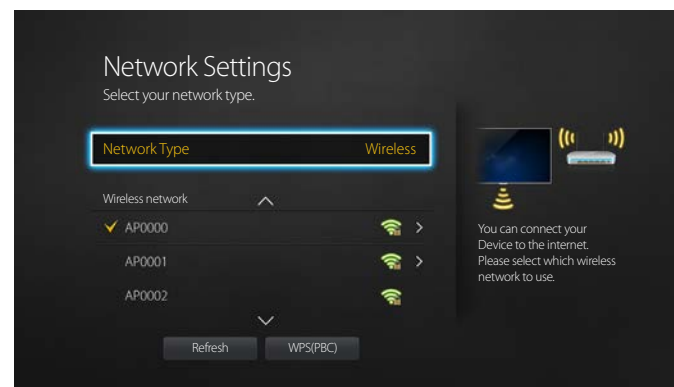 Network Settings
Select your network type.
Network Type Wireless
Wireless network
AP0000
AP0001
AP0002
Refresh WPS(PBC)
You can connect your
Device to the internet.
Please select which wireless
network to use.